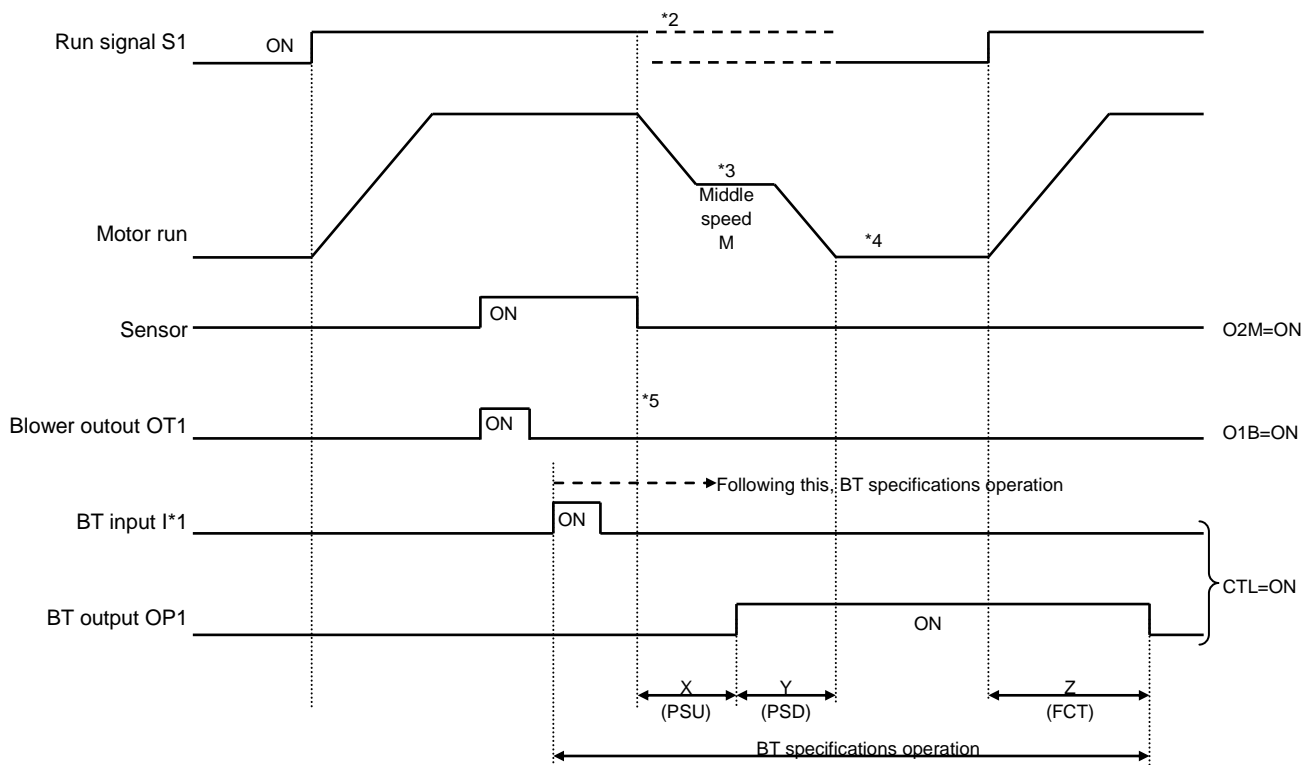 *2
Run signal S1
ON
*3
Middle
speed
M
Motor run
*4
ON
Sensor
O2M=ON
*5
Blower outout OT1
ON
O1B=ON
Following this, BT specifications operation
BT input I*1
ON
CTL=ON
BT output OP1
ON
X
(PSU)
Y
(PSD)
Z
(FCT)
BT specifications operation